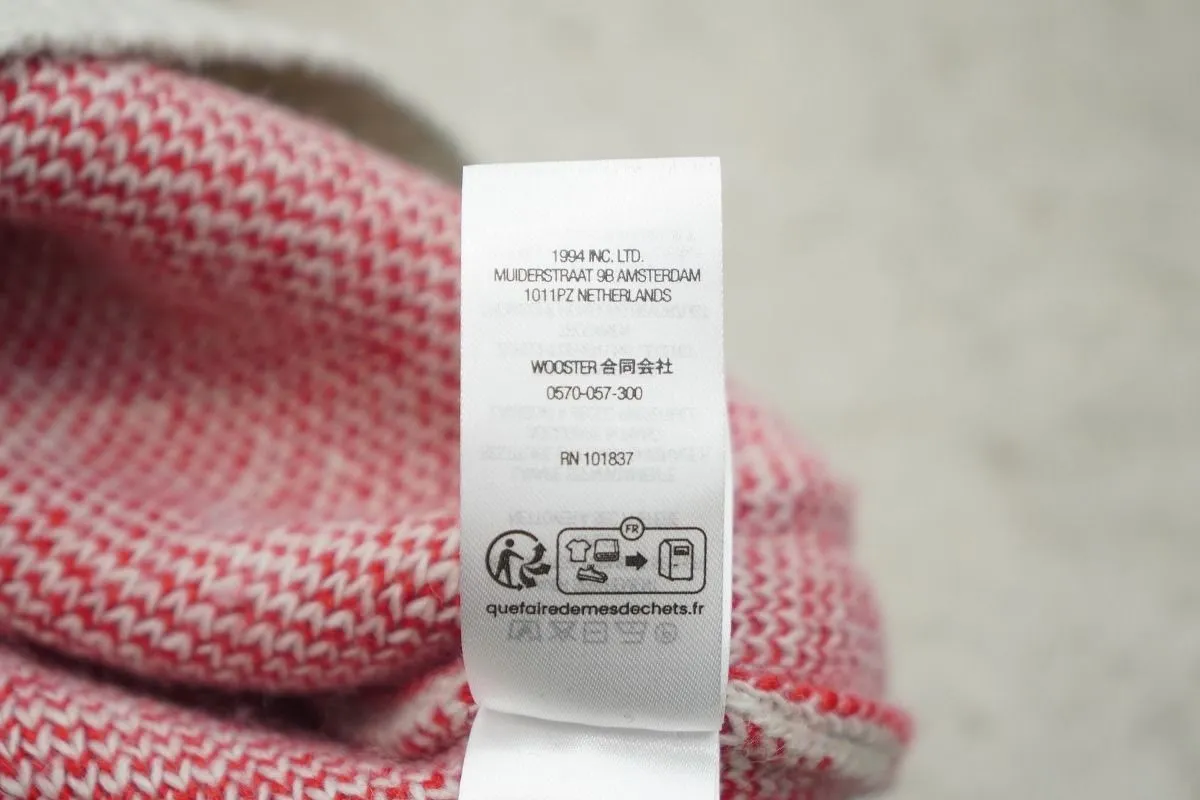 1994 INC. LTD.
MUIDERSTRAAT 9B AMSTERDAM
1011PZ NETHERLANDS
WOOSTER 合同会社
0570-057-300
RN 101837
FR
quefairedemesdechets.fr